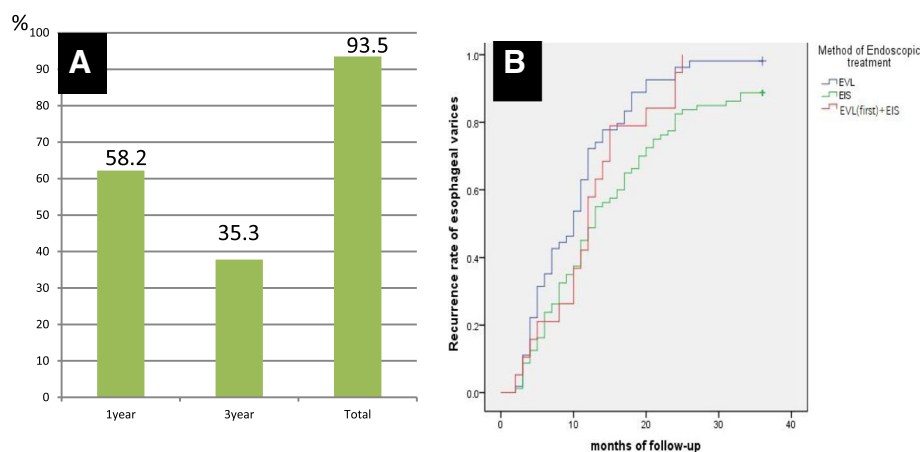 %
100
90
80
70
60
50
40
30
20
10
0
A
58.2
35.3
93.5
1year
3year
Total
B
Recurrence rate of esophageal varices
1.0
0.8
0.6
0.4
0.2
0.0
0
10
20
30
40
months of follow-up
Method of Endoscopic
treatment
EVL
EIS
EVL(first)+EIS